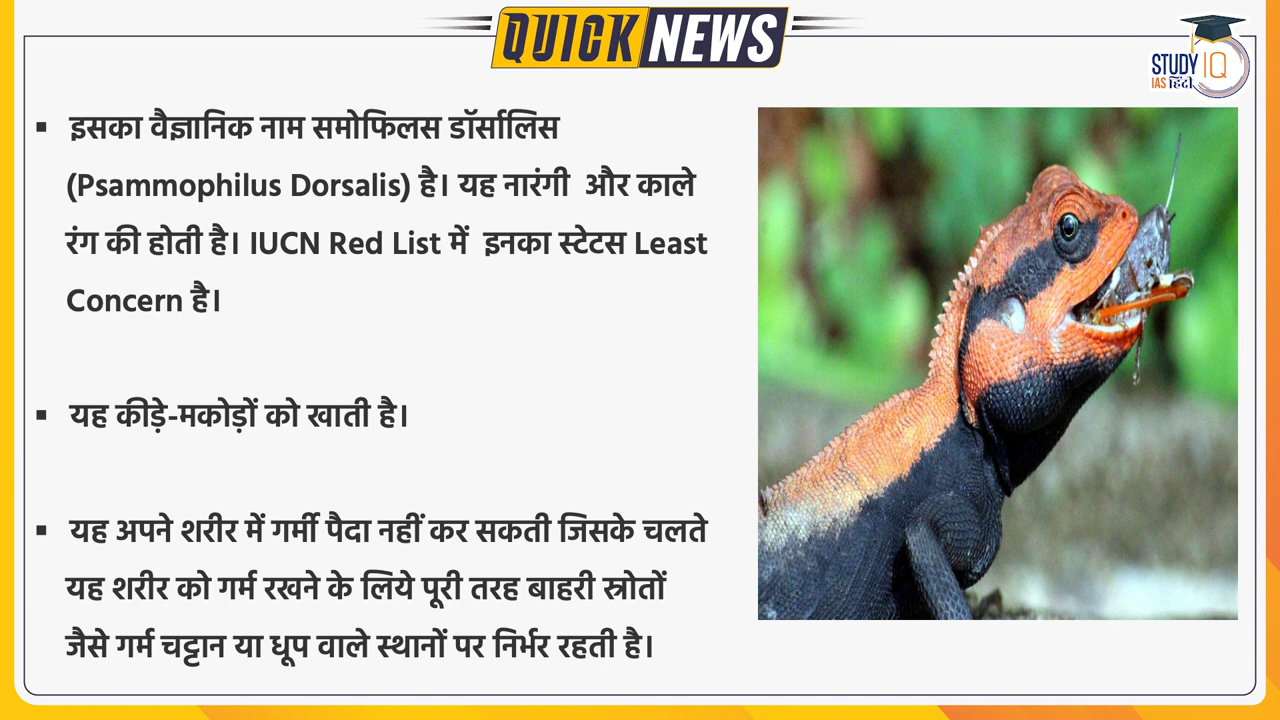 QUICK NEWS
STUDY IQ
IAS हिंदी
▪ इसका वैज्ञानिक नाम समोफिलस डॉर्सालिस
(Psammophilus Dorsalis) है। यह नारंगी और काले
रंग की होती है। IUCN Red List में इनका स्टेटस Least
Concern है।
▪ यह कीड़े-मकोड़ों को खाती है।
▪ यह अपने शरीर में गर्मी पैदा नहीं कर सकती जिसके चलते
यह शरीर को गर्म रखने के लिये पूरी तरह बाहरी स्रोतों
जैसे गर्म चट्टान या धूप वाले स्थानों पर निर्भर रहती है।